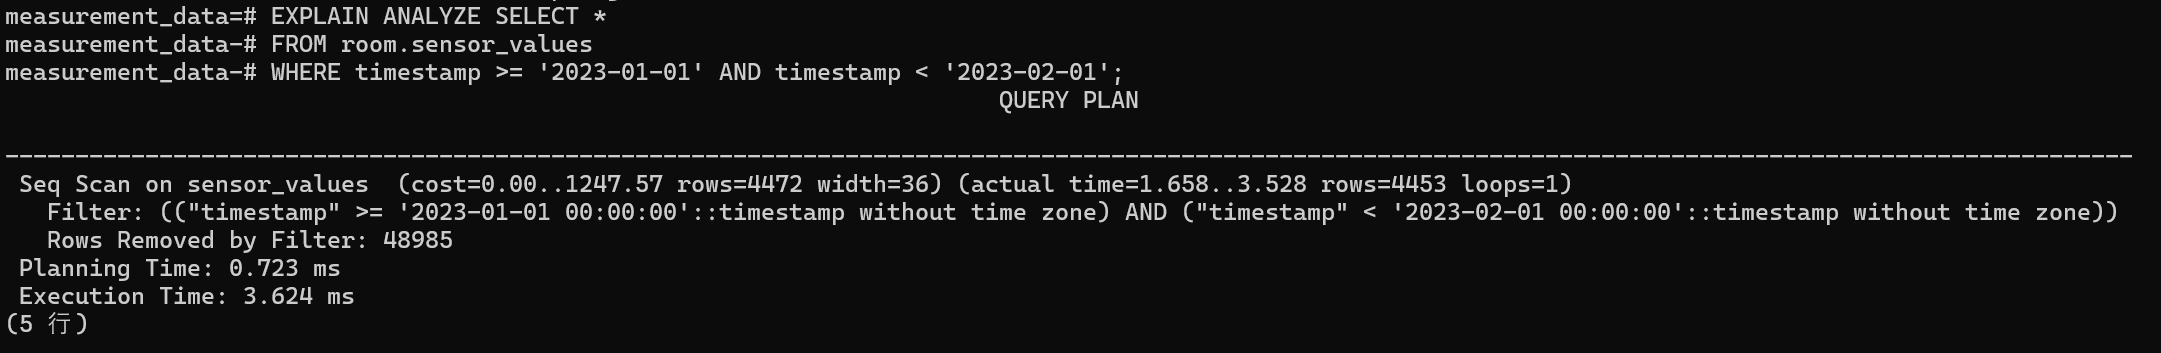 measurement_data=# EXPLAIN ANALYZE SELECT *
measurement_data-# FROM room.sensor_values
measurement_data-# WHERE timestamp >= '2023-01-01' AND timestamp < '2023-02-01';
QUERY PLAN
--------------------------------------------------------------------------------------------------------------------------------------------------------
Seq Scan on sensor_values  (cost=0.00..1247.57 rows=4472 width=36) (actual time=1.658..3.528 rows=4453 loops=1)
Filter: (("timestamp" >= '2023-01-01 00:00:00'::timestamp without time zone) AND ("timestamp" < '2023-02-01 00:00:00'::timestamp without time zone))
Rows Removed by Filter: 48985
Planning Time: 0.723 ms
Execution Time: 3.624 ms
(5 行)